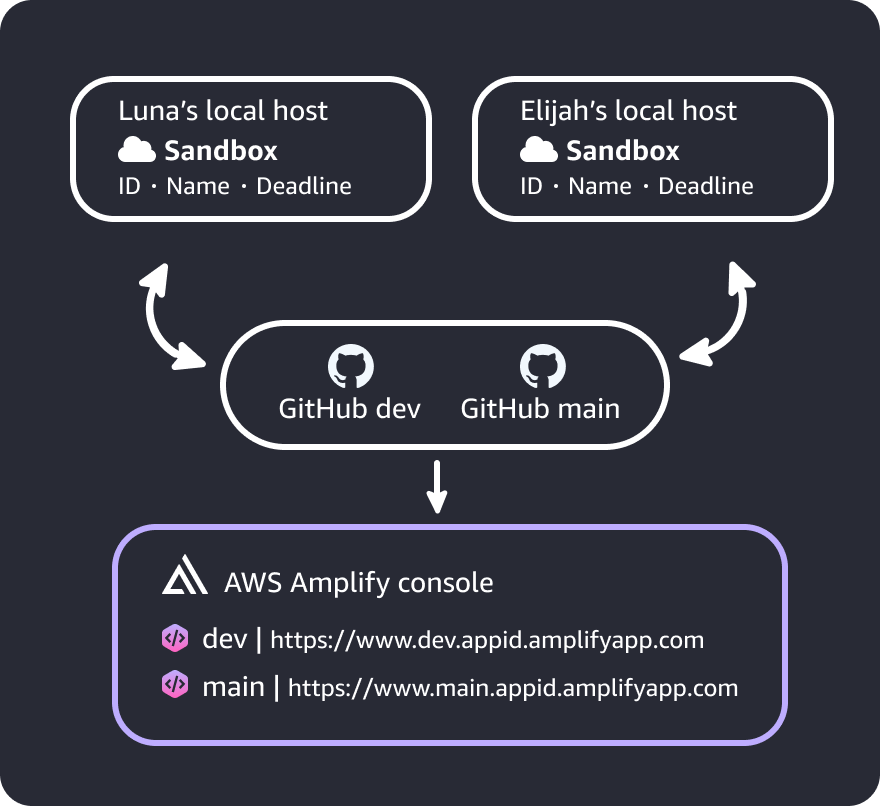 Luna’s local host
Sandbox
ID · Name · Deadline
Elijah’s local host
Sandbox
ID · Name · Deadline
GitHub dev
GitHub main
AWS Amplify console
dev | https://www.dev.appid.amplifyapp.com
main | https://www.main.appid.amplifyapp.com